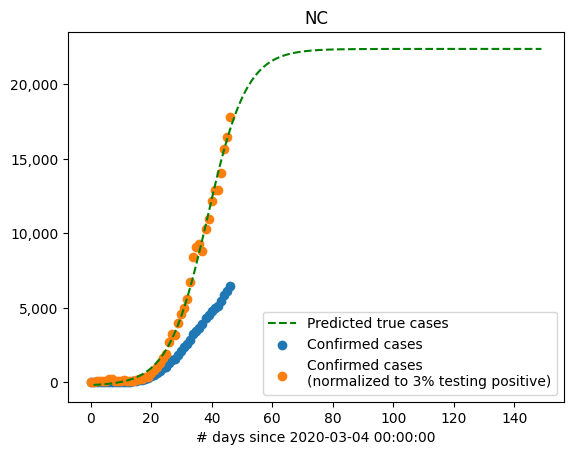 NC
20,000
15,000
10,000
5,000
0
Predicted true cases
Confirmed cases
Confirmed cases
(normalized to 3% testing positive)
0 20 40 60 80 100 120 140
# days since 2020-03-04 00:00:00